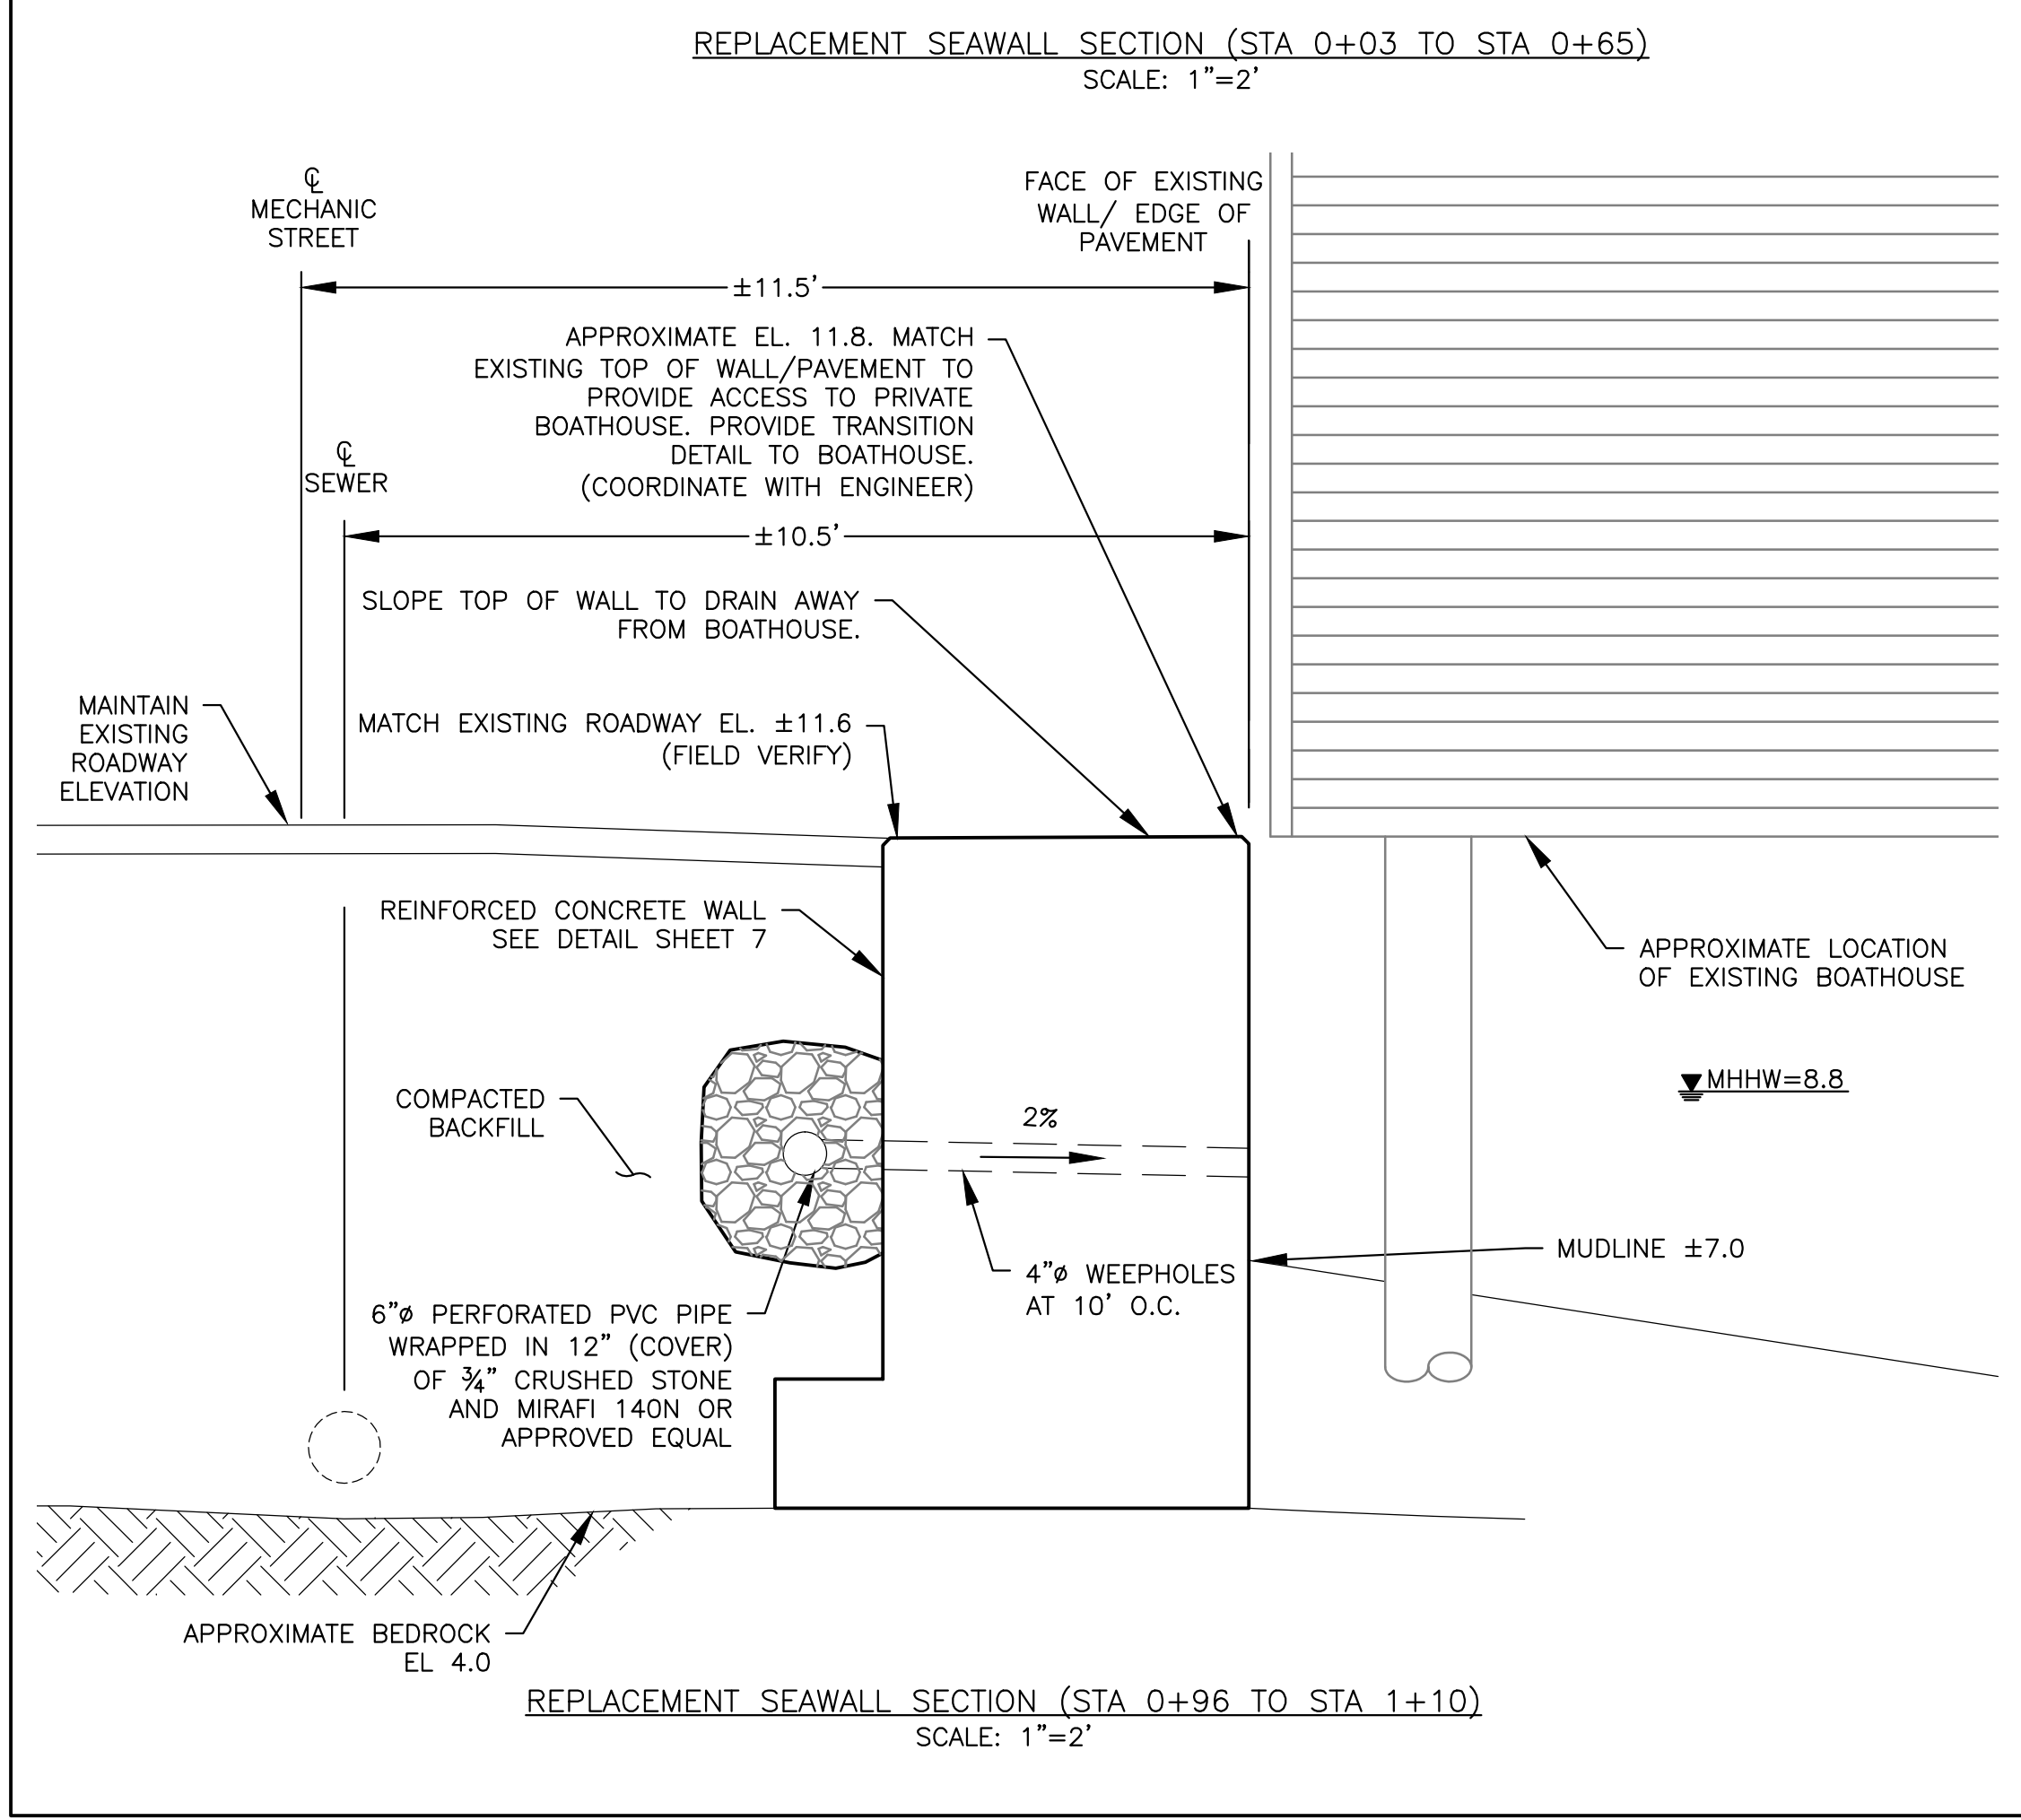 REPLACEMENT SEAWALL SECTION (STA 0+03 TO STA 0+65)
SCALE: 1"=2'
℄
MECHANIC
STREET
FACE OF EXISTING
WALL/ EDGE OF
PAVEMENT
±11.5'
APPROXIMATE EL. 11.8. MATCH
EXISTING TOP OF WALL/PAVEMENT TO
PROVIDE ACCESS TO PRIVATE
BOATHOUSE. PROVIDE TRANSITION
DETAIL TO BOATHOUSE.
(COORDINATE WITH ENGINEER)
℄
SEWER
±10.5'
SLOPE TOP OF WALL TO DRAIN AWAY
FROM BOATHOUSE.
MAINTAIN
EXISTING
ROADWAY
ELEVATION
MATCH EXISTING ROADWAY EL. ±11.6
(FIELD VERIFY)
REINFORCED CONCRETE WALL
SEE DETAIL SHEET 7
APPROXIMATE LOCATION
OF EXISTING BOATHOUSE
MHHW=8.8
COMPACTED
BACKFILL
2%
MUDLINE ±7.0
4"ø WEEPHOLES
AT 10' O.C.
6"ø PERFORATED PVC PIPE
WRAPPED IN 12" (COVER)
OF ¾" CRUSHED STONE
AND MIRAFI 140N OR
APPROVED EQUAL
APPROXIMATE BEDROCK
EL 4.0
REPLACEMENT SEAWALL SECTION (STA 0+96 TO STA 1+10)
SCALE: 1"=2'